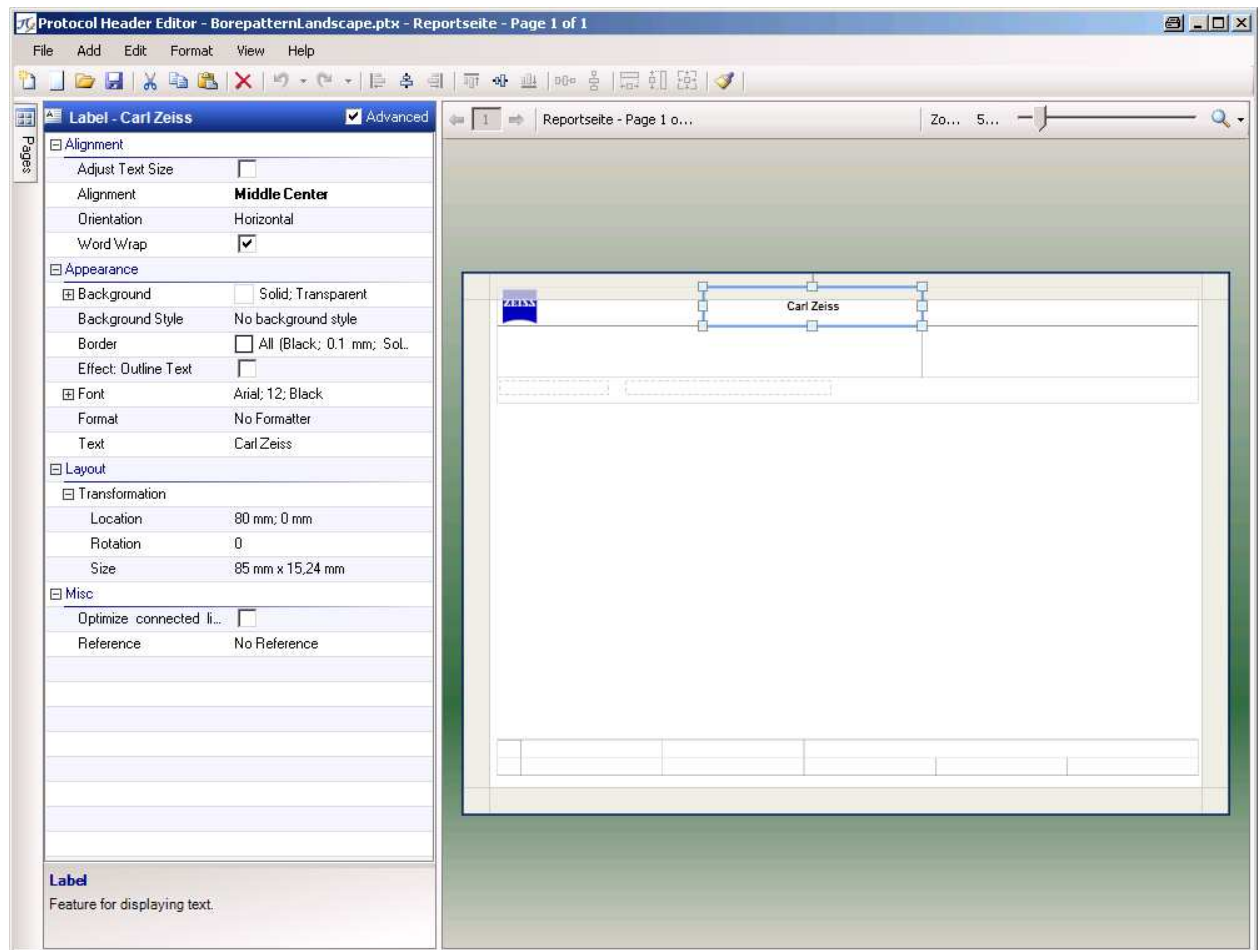 Protocol Header Editor - BorepatternLandscape.ptx - Reportseite - Page 1 of 1
File Add Edit Format View Help
Pages
Label - Carl Zeiss Advanced
1 Reportseite - Page 1 o... Zo... 5...
Alignment
Adjust Text Size
Alignment Middle Center
Orientation Horizontal
Word Wrap
Appearance
Background Solid; Transparent
Background Style No background style
Border All (Black; 0.1 mm; Sol..
Effect: Outline Text
Font Arial; 12; Black
Format No Formatter
Text Carl Zeiss
Layout
Transformation
Location 80 mm; 0 mm
Rotation 0
Size 85 mm x 15,24 mm
Misc
Optimize connected li...
Reference No Reference
Label
Feature for displaying text.
ZEISS
Carl Zeiss